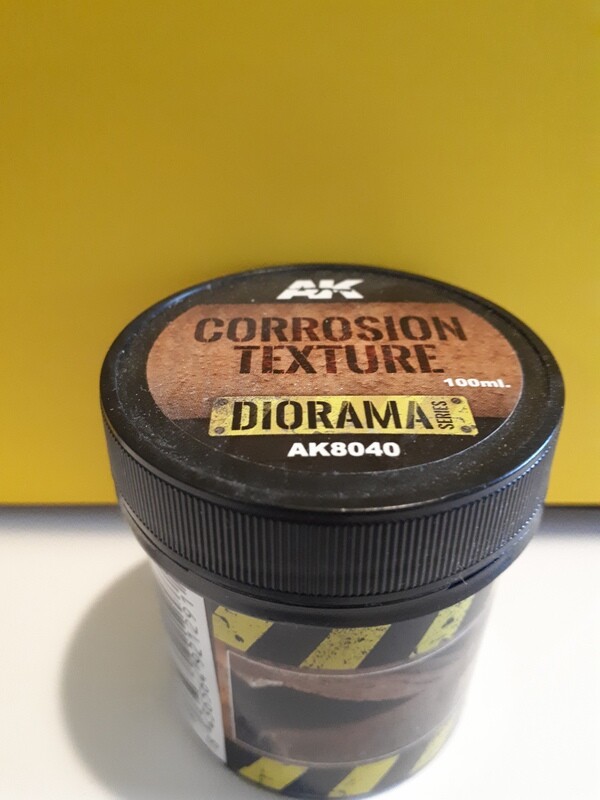 AK
CORROSION
TEXTURE
100ml.
DIORAMA SERIES
AK8040